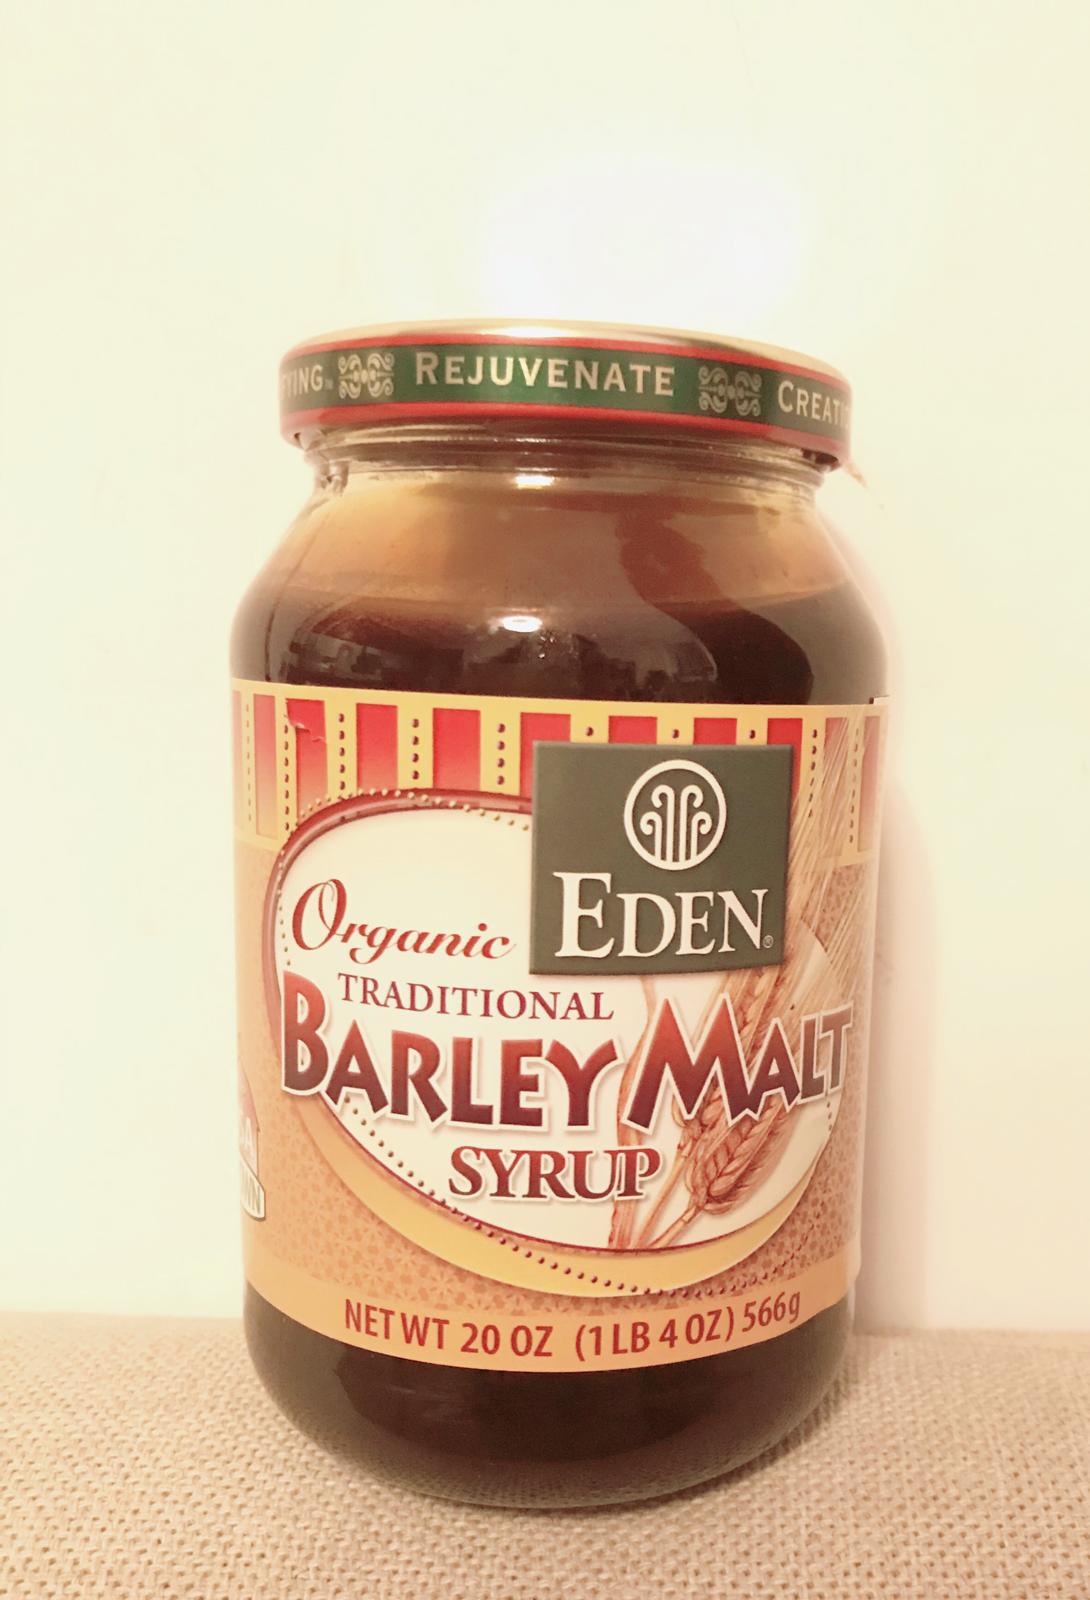 REJUVENATE
EDEN®
Organic
TRADITIONAL
BARLEY MALT
SYRUP
NET WT 20 OZ (1 LB 4 OZ) 566g